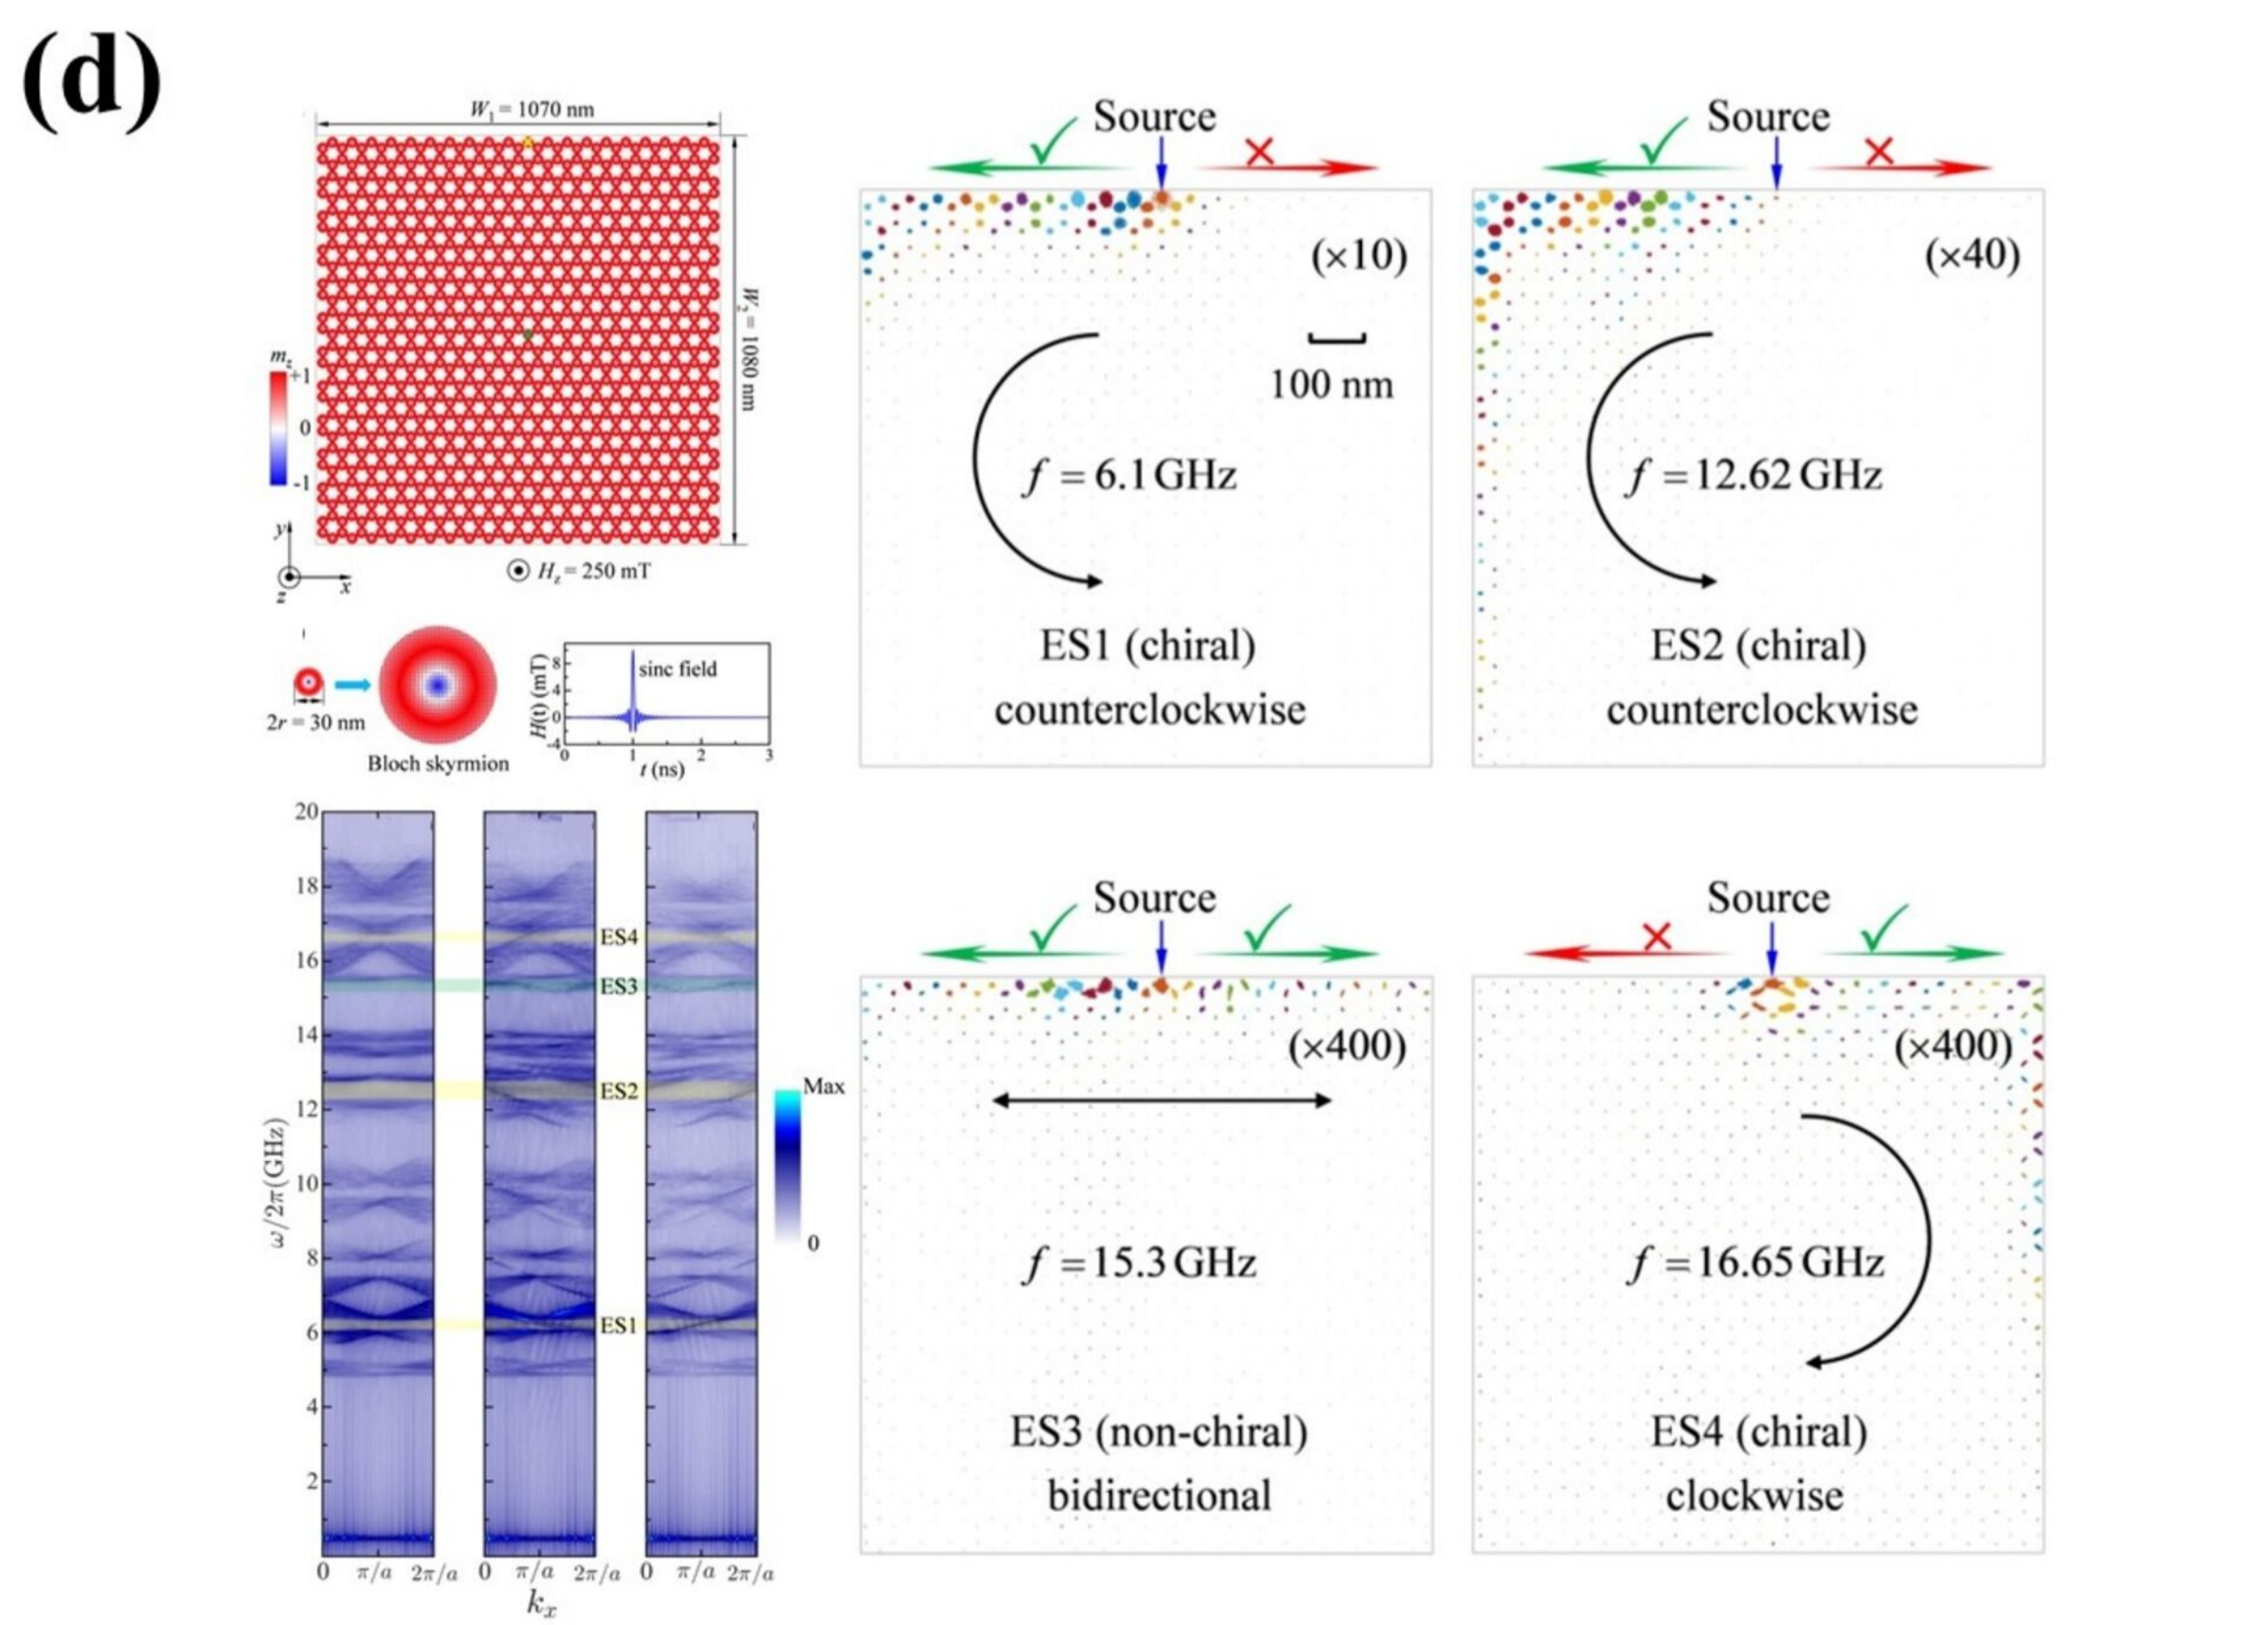 (d)
W₁ = 1070 nm
W₂ = 1080 nm
m_z
+1
0
-1
y
z
x
H_z = 250 mT
2r = 30 nm
Bloch skyrmion
H(t) (mT)
8
4
0
-4
sinc field
0 1 2 3
t (ns)
ω/2π(GHz)
20
18
16
14
12
10
8
6
4
2
ES4
ES3
ES2
ES1
Max
0
0 π/a 2π/a 0 π/a 2π/a 0 π/a 2π/a
k_x
Source
(×10)
100 nm
f = 6.1 GHz
ES1 (chiral)
counterclockwise
Source
(×40)
f = 12.62 GHz
ES2 (chiral)
counterclockwise
Source
(×400)
f = 15.3 GHz
ES3 (non-chiral)
bidirectional
Source
(×400)
f = 16.65 GHz
ES4 (chiral)
clockwise